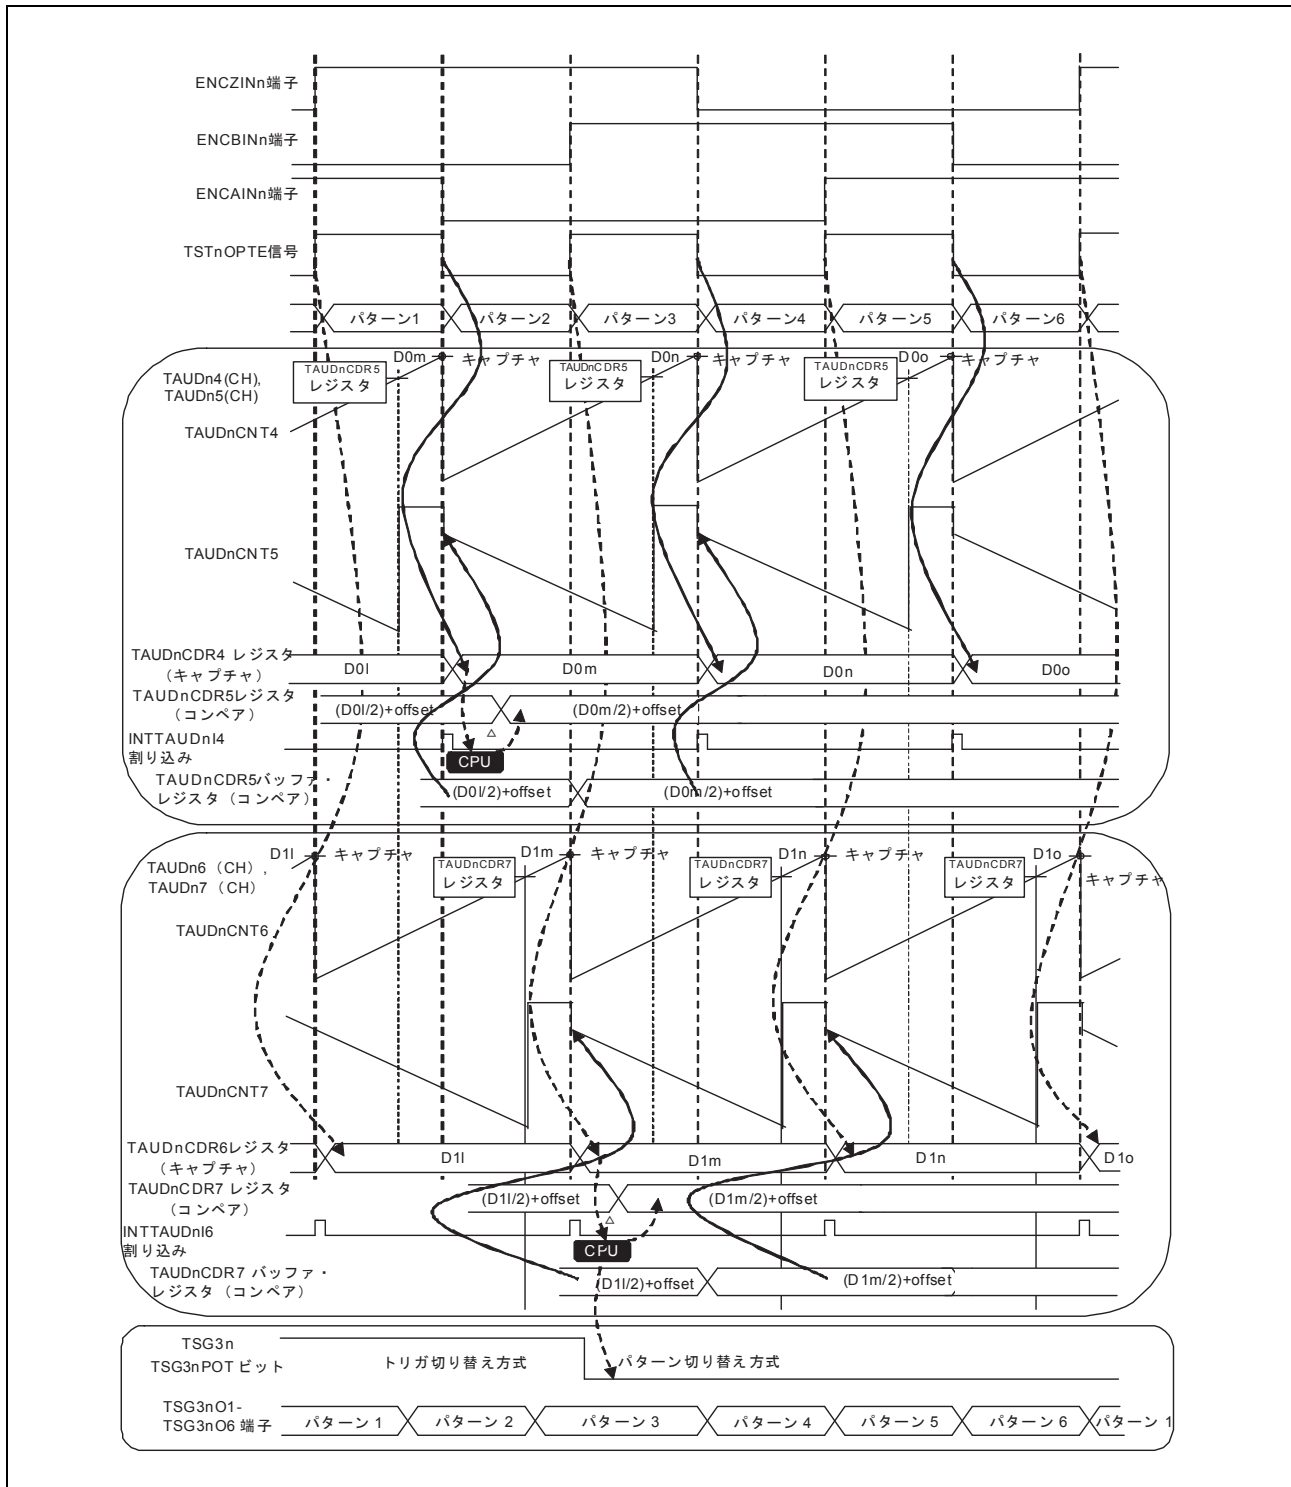 ENCZINn端子
ENCBINn端子
ENCAINn端子
TSTnOPTE信号
パターン1 パターン2 パターン3 パターン4 パターン5 パターン6
TAUDn4(CH),
TAUDn5(CH)
TAUDnCDR5
レジスタ
D0m キャプチャ
TAUDnCDR5
レジスタ
D0n キャプチャ
TAUDnCDR5
レジスタ
D0o キャプチャ
TAUDnCNT4
TAUDnCNT5
TAUDnCDR4 レジスタ
(キャプチャ)
D0l D0m D0n D0o
TAUDnCDR5レジスタ
(コンペア)
(D0l/2)+offset (D0m/2)+offset
INTTAUDnI4
割り込み
CPU
TAUDnCDR5バッファ・
レジスタ(コンペア)
(D0l/2)+offset (D0m/2)+offset
TAUDn6(CH),
TAUDn7(CH)
D1l キャプチャ
TAUDnCDR7
レジスタ
D1m キャプチャ
TAUDnCDR7
レジスタ
D1n キャプチャ
TAUDnCDR7
レジスタ
D1o キャプチャ
TAUDnCNT6
TAUDnCNT7
TAUDnCDR6レジスタ
(キャプチャ)
D1l D1m D1n D1o
TAUDnCDR7 レジスタ
(コンペア)
(D1l/2)+offset (D1m/2)+offset
INTTAUDnI6
割り込み
CPU
TAUDnCDR7 バッファ・
レジスタ(コンペア)
(D1l/2)+offset (D1m/2)+offset
TSG3n
TSG3nPOT ビット
トリガ切り替え方式 パターン切り替え方式
TSG3nO1-
TSG3nO6 端子
パターン 1 パターン 2 パターン 3 パターン 4 パターン 5 パターン 6 パターン 1